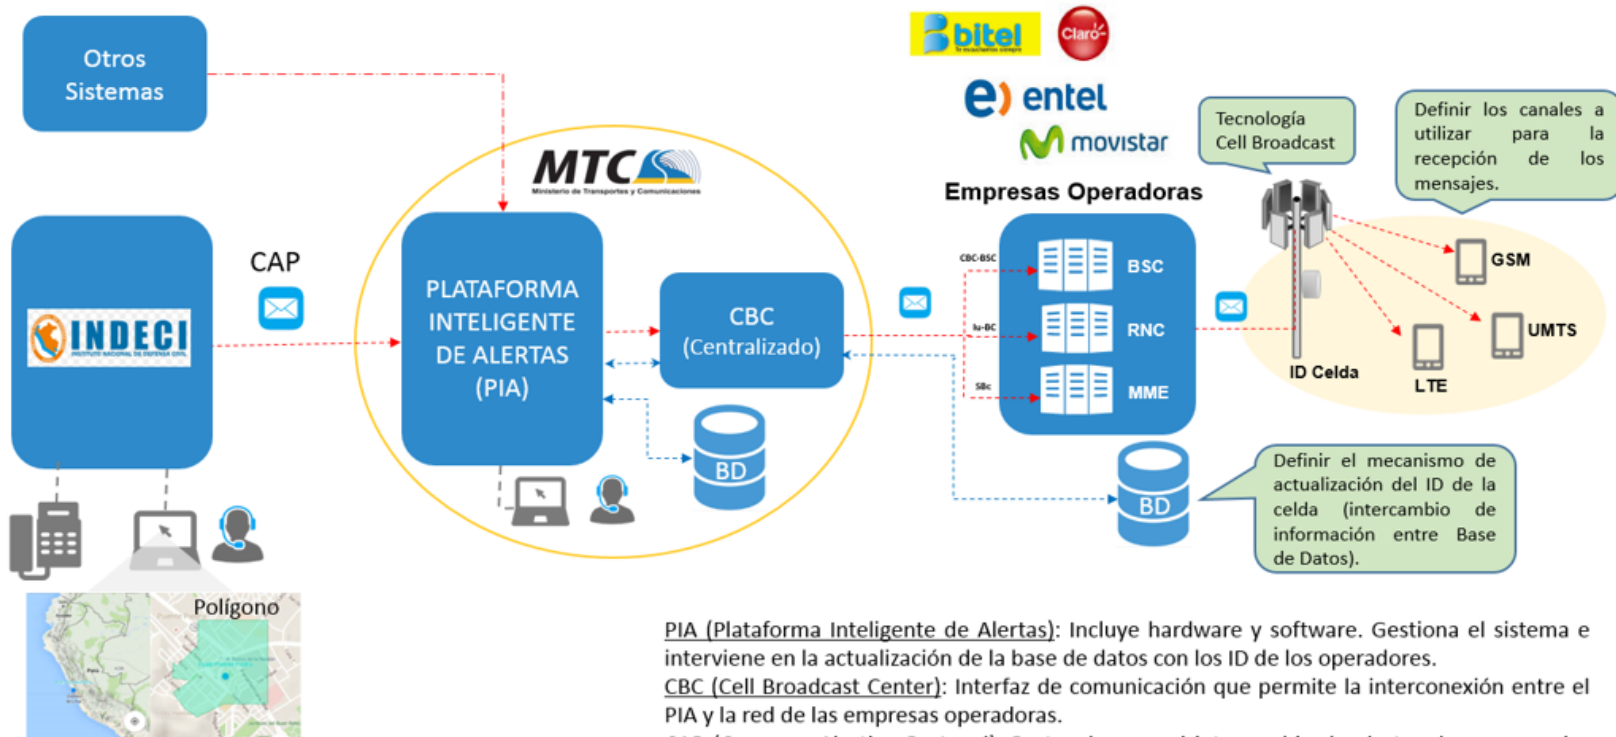 Otros
Sistemas
bitel
Claro
entel
movistar
Tecnología
Cell Broadcast
Definir los canales a
utilizar para la
recepción de los
mensajes.
MTC
Ministerio de Transportes y Comunicaciones
Empresas Operadoras
CAP
INDECI
INSTITUTO NACIONAL DE DEFENSA CIVIL
PLATAFORMA
INTELIGENTE
DE ALERTAS
(PIA)
CBC
(Centralizado)
BD
CBC-BSC
Iu-BC
SBc
BSC
RNC
MME
ID Celda
GSM
UMTS
LTE
BD
Definir el mecanismo de
actualización del ID de la
celda (intercambio de
información entre Base
de Datos).
Polígono
PIA (Plataforma Inteligente de Alertas): Incluye hardware y software. Gestiona el sistema e
interviene en la actualización de la base de datos con los ID de los operadores.
CBC (Cell Broadcast Center): Interfaz de comunicación que permite la interconexión entre el
PIA y la red de las empresas operadoras.